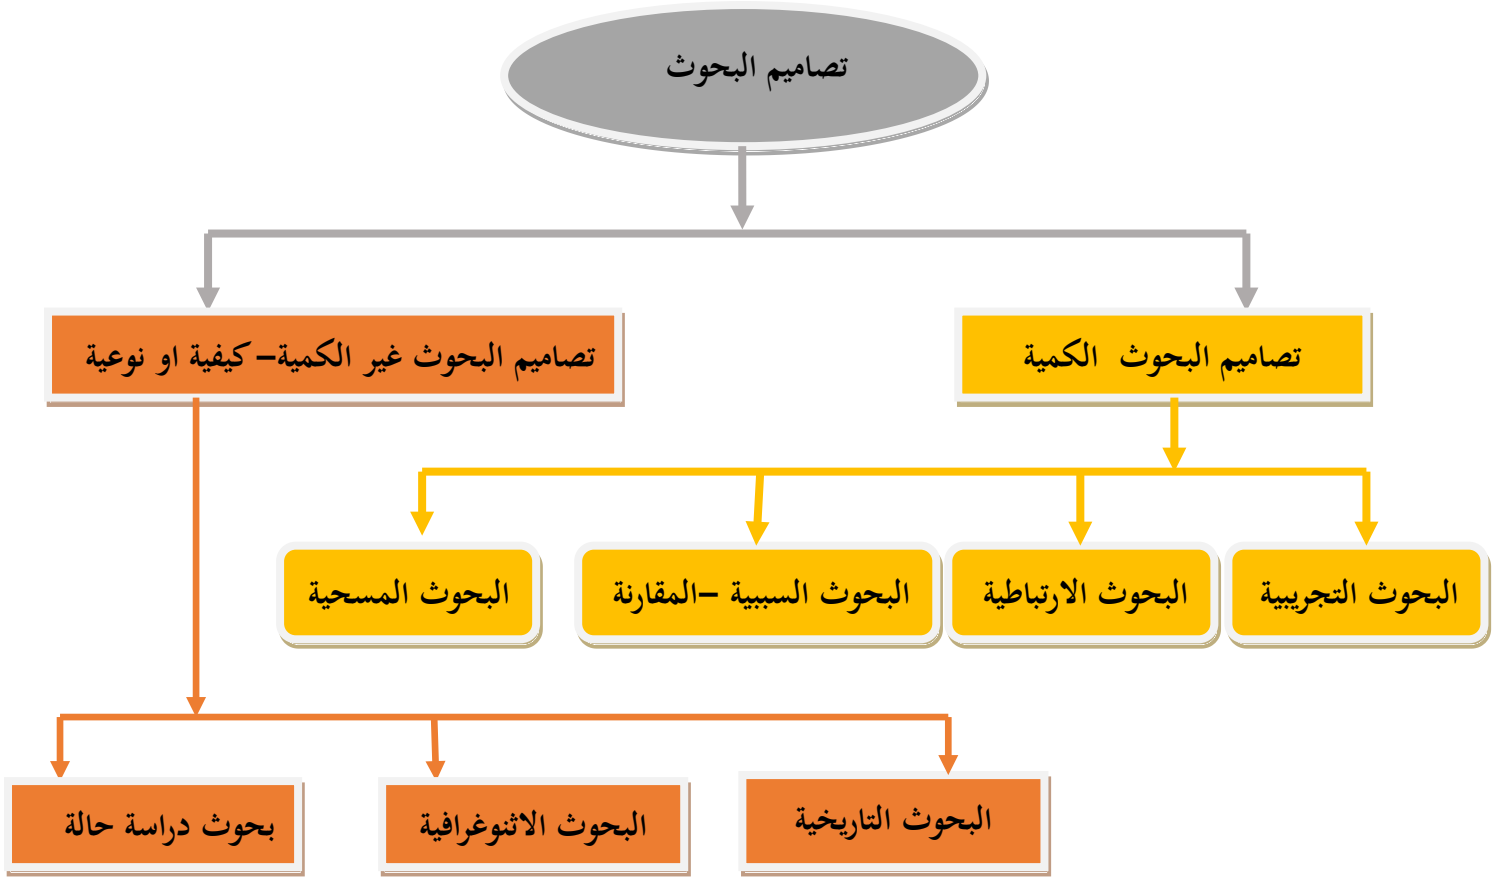 تصاميم البحوث
تصاميم البحوث الكمية
تصاميم البحوث غير الكمية– كيفية او نوعية
البحوث التجريبية
البحوث الارتباطية
البحوث السببية –المقارنة
البحوث المسحية
البحوث التاريخية
البحوث الاثنوغرافية
بحوث دراسة حالة